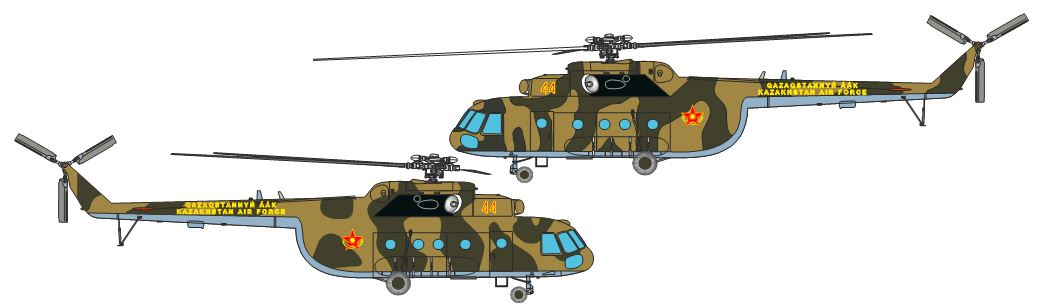 44
QAZAQSTANNYŃ ÁÁK
KAZAKHSTAN AIR FORCE
QAZAQSTANNYŃ ÁÁK
KAZAKHSTAN AIR FORCE
44